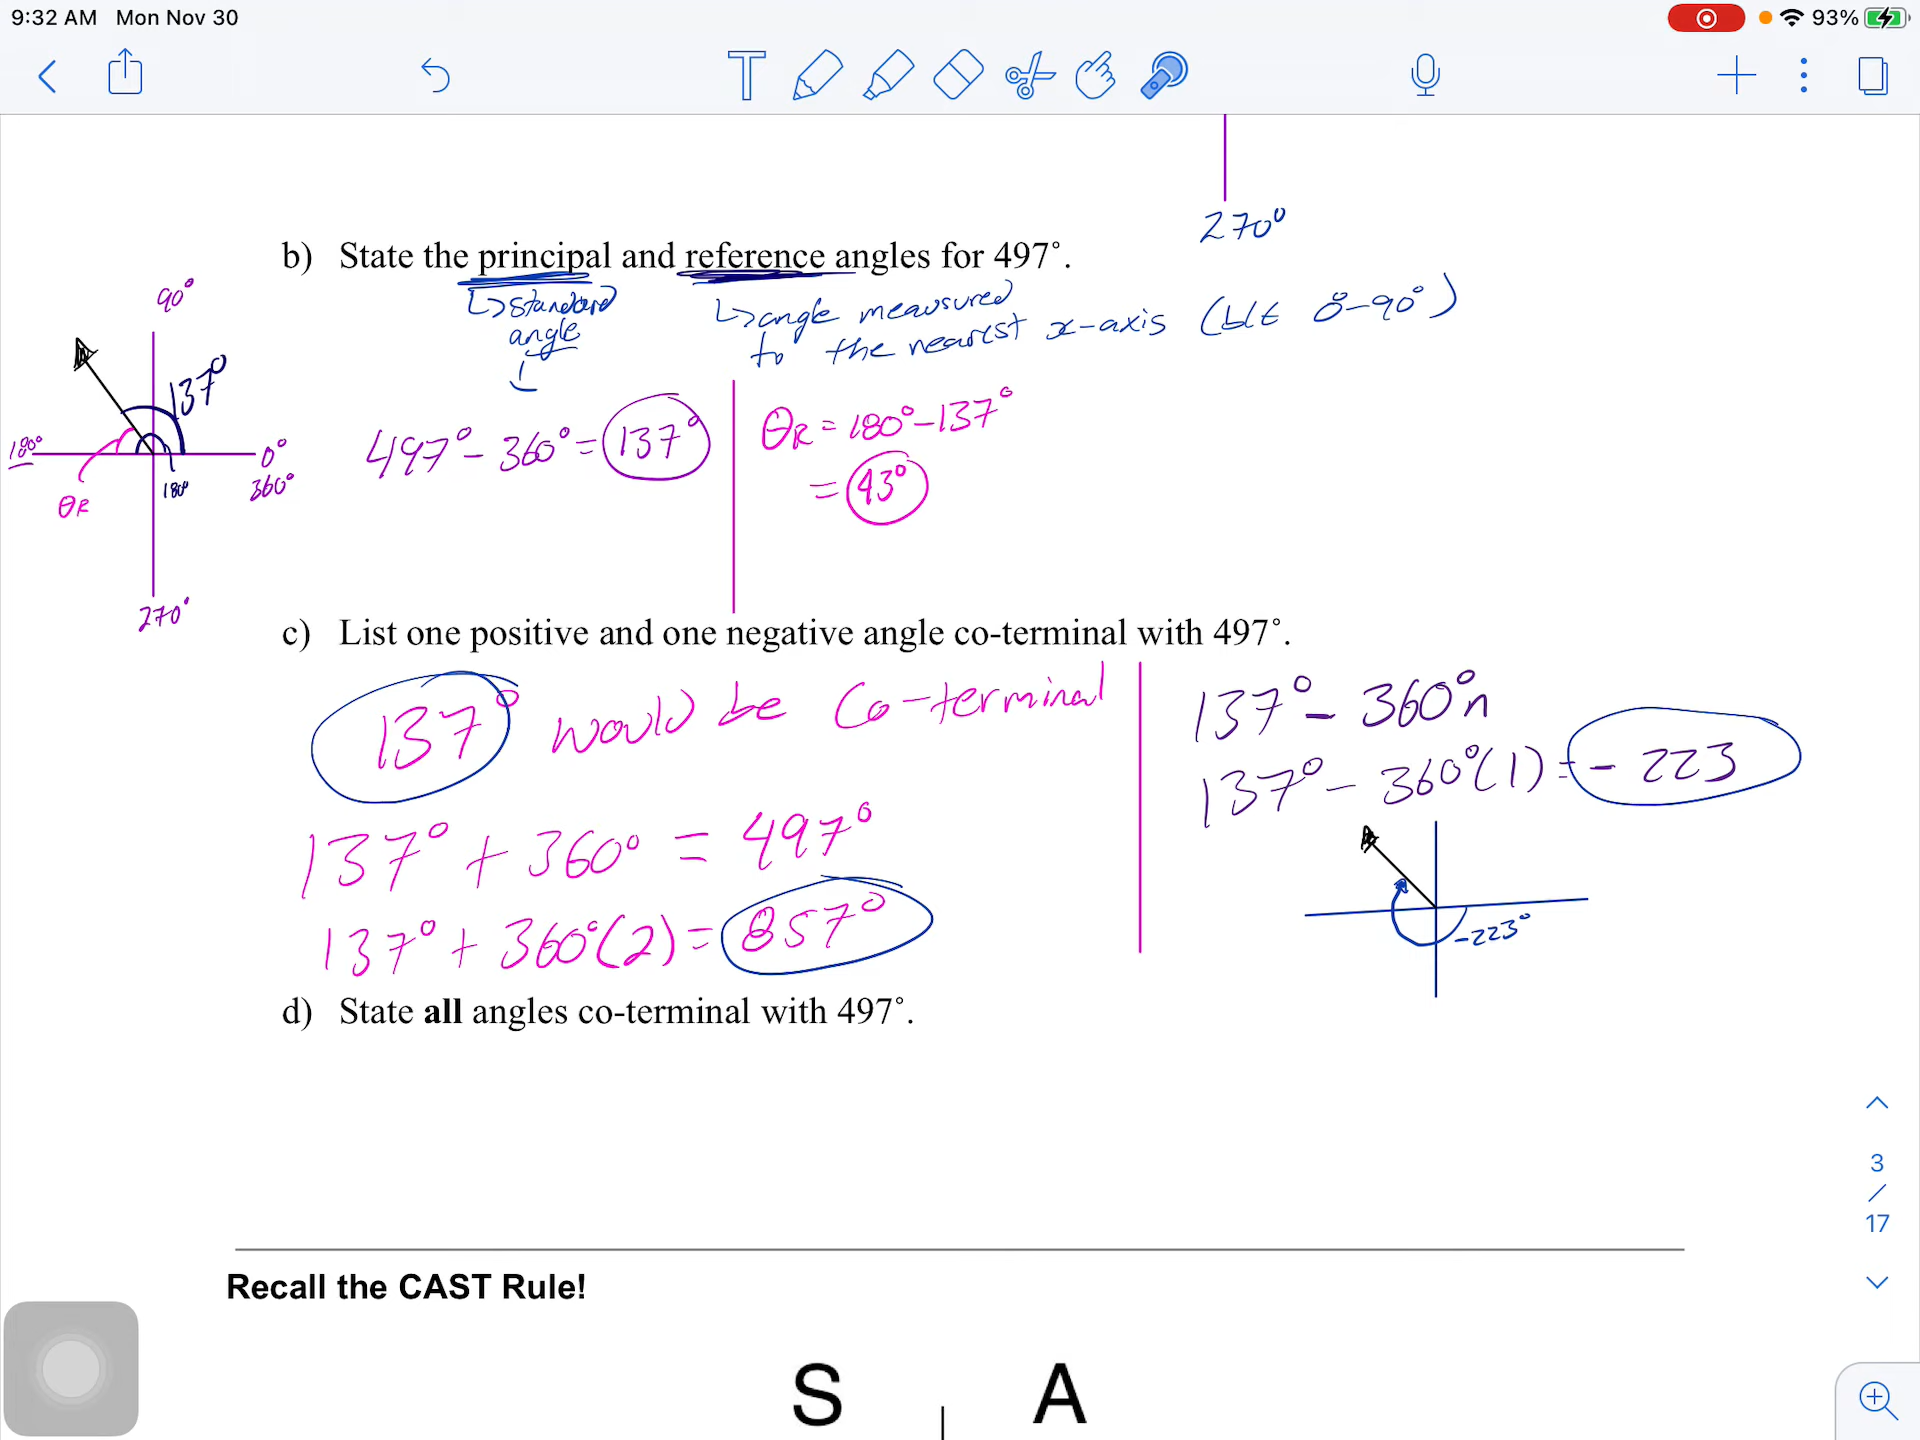 9:32 AM Mon Nov 30
93%
T
270°
b) State the principal and reference angles for 497°.
↳standard
angle
↳angle measured
to the nearest x-axis (b/t 0°-90°)
90°
137°
180°
0°
360°
180°
θR
270°
497° - 360° = 137°
θR = 180° - 137°
= 43°
c) List one positive and one negative angle co-terminal with 497°.
137° would be Co-terminal
137° + 360° = 497°
137° + 360°(2) = 857°
137° - 360°n
137° - 360°(1) = - 223
-223°
d) State all angles co-terminal with 497°.
3
/
17
Recall the CAST Rule!
S A